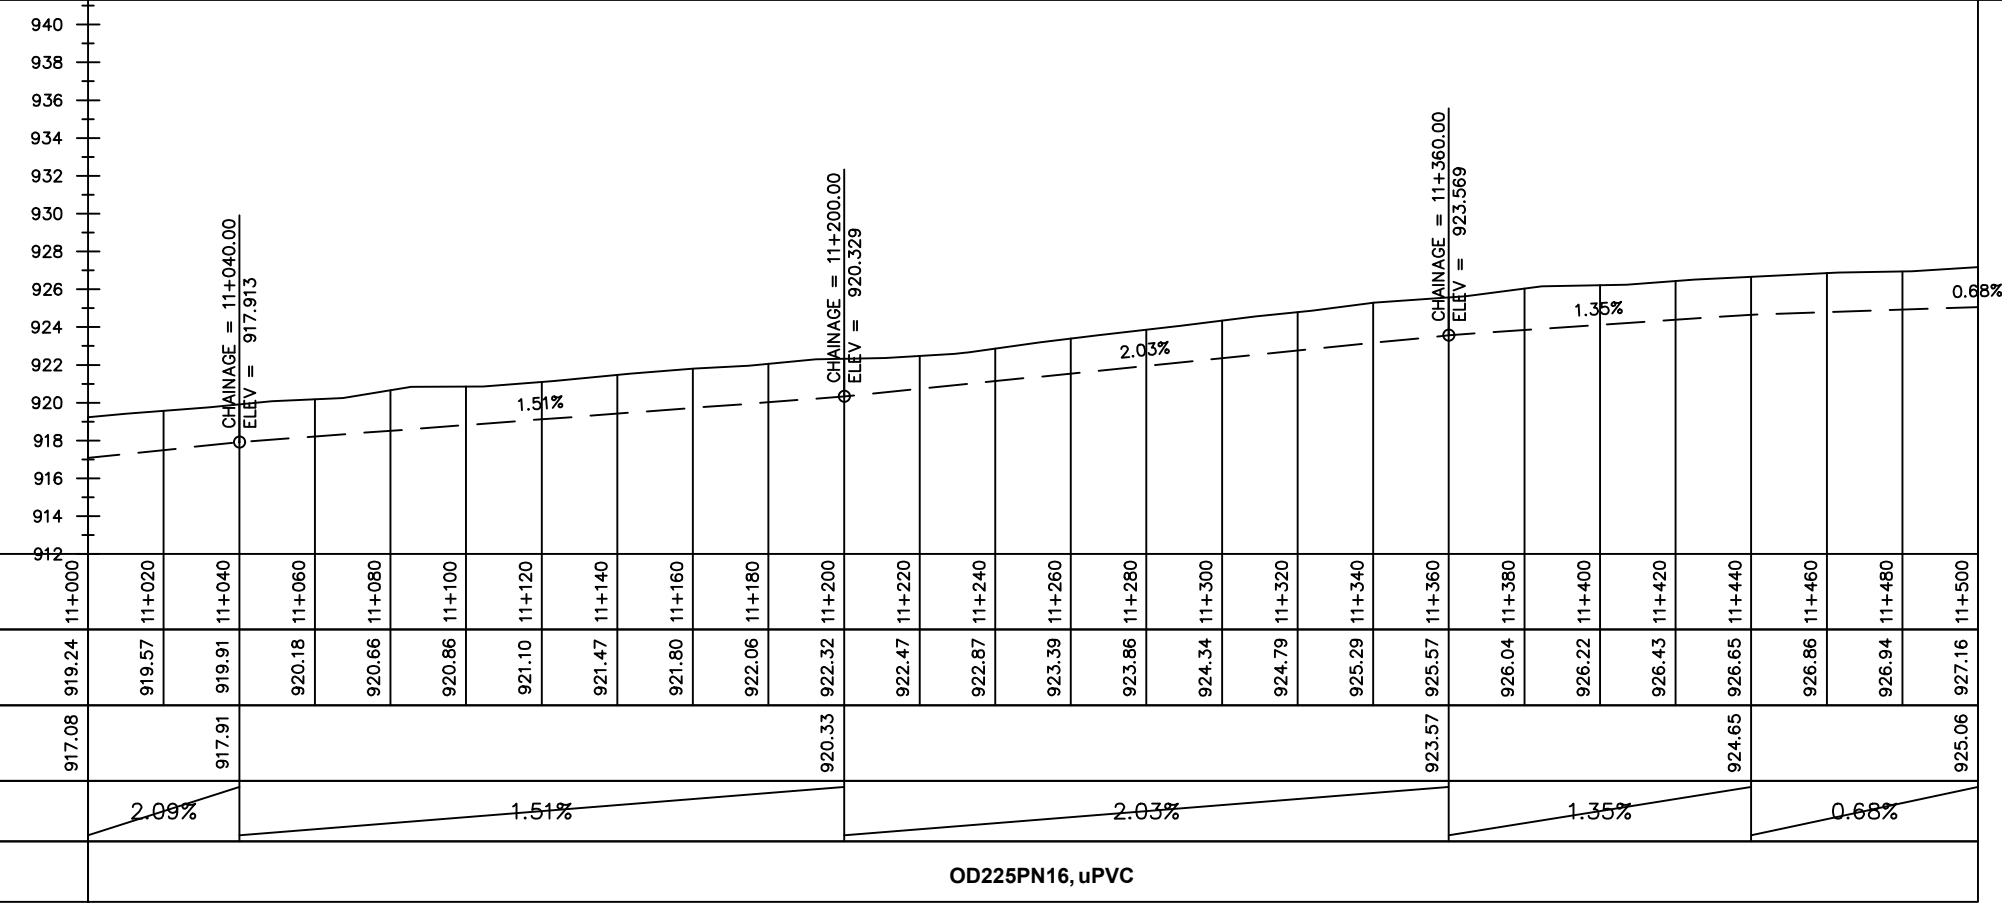 940
938
936
934
932
930
928
926
924
922
920
918
916
914
912
CHAINAGE = 11+040.00
ELEV = 917.913
CHAINAGE = 11+200.00
ELEV = 920.329
CHAINAGE = 11+360.00
ELEV = 923.569
1.51%
2.03%
1.35%
0.68%
11+000 11+020 11+040 11+060 11+080 11+100 11+120 11+140 11+160 11+180 11+200 11+220 11+240 11+260 11+280 11+300 11+320 11+340 11+360 11+380 11+400 11+420 11+440 11+460 11+480 11+500
919.24 919.57 919.91 920.18 920.66 920.86 921.10 921.47 921.80 922.06 922.32 922.47 922.87 923.39 923.86 924.34 924.79 925.29 925.57 926.04 926.22 926.43 926.65 926.86 926.94 927.16
917.08 917.91 920.33 923.57 924.65 925.06
2.09% 1.51% 2.03% 1.35% 0.68%
OD225PN16, uPVC